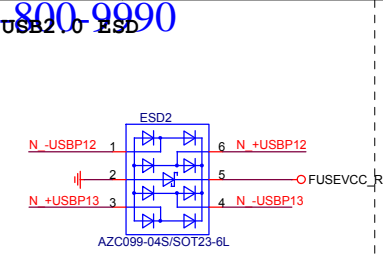 -800-9990
USB2.0 ESD
ESD2
N_-USBP12 1 6 N_+USBP12
2 5 FUSEVCC_R
N_+USBP13 3 4 N_-USBP13
AZC099-04S/SOT23-6L